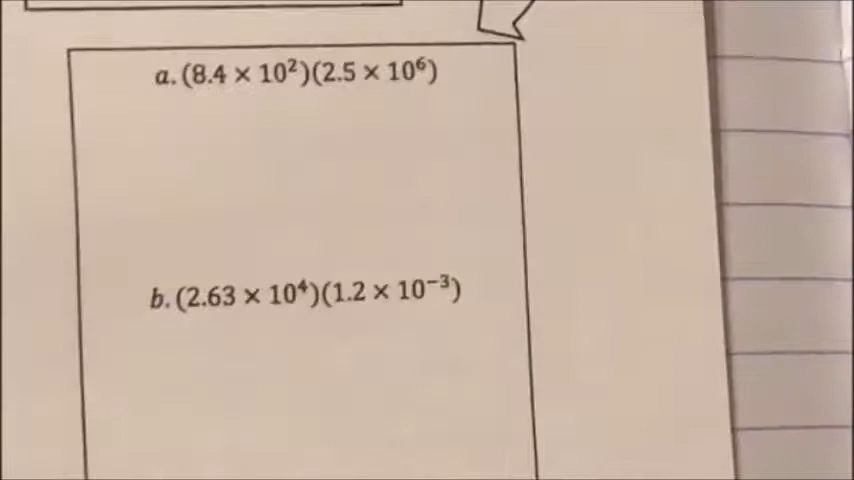 a. (8.4 × 10²)(2.5 × 10⁶)
b. (2.63 × 10⁴)(1.2 × 10⁻³)